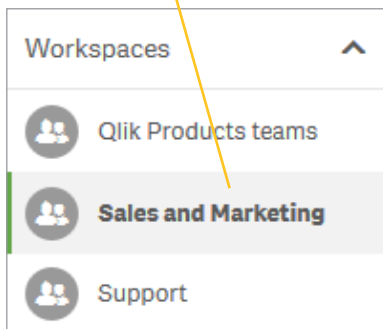 Workspaces
Qlik Products teams
Sales and Marketing
Support